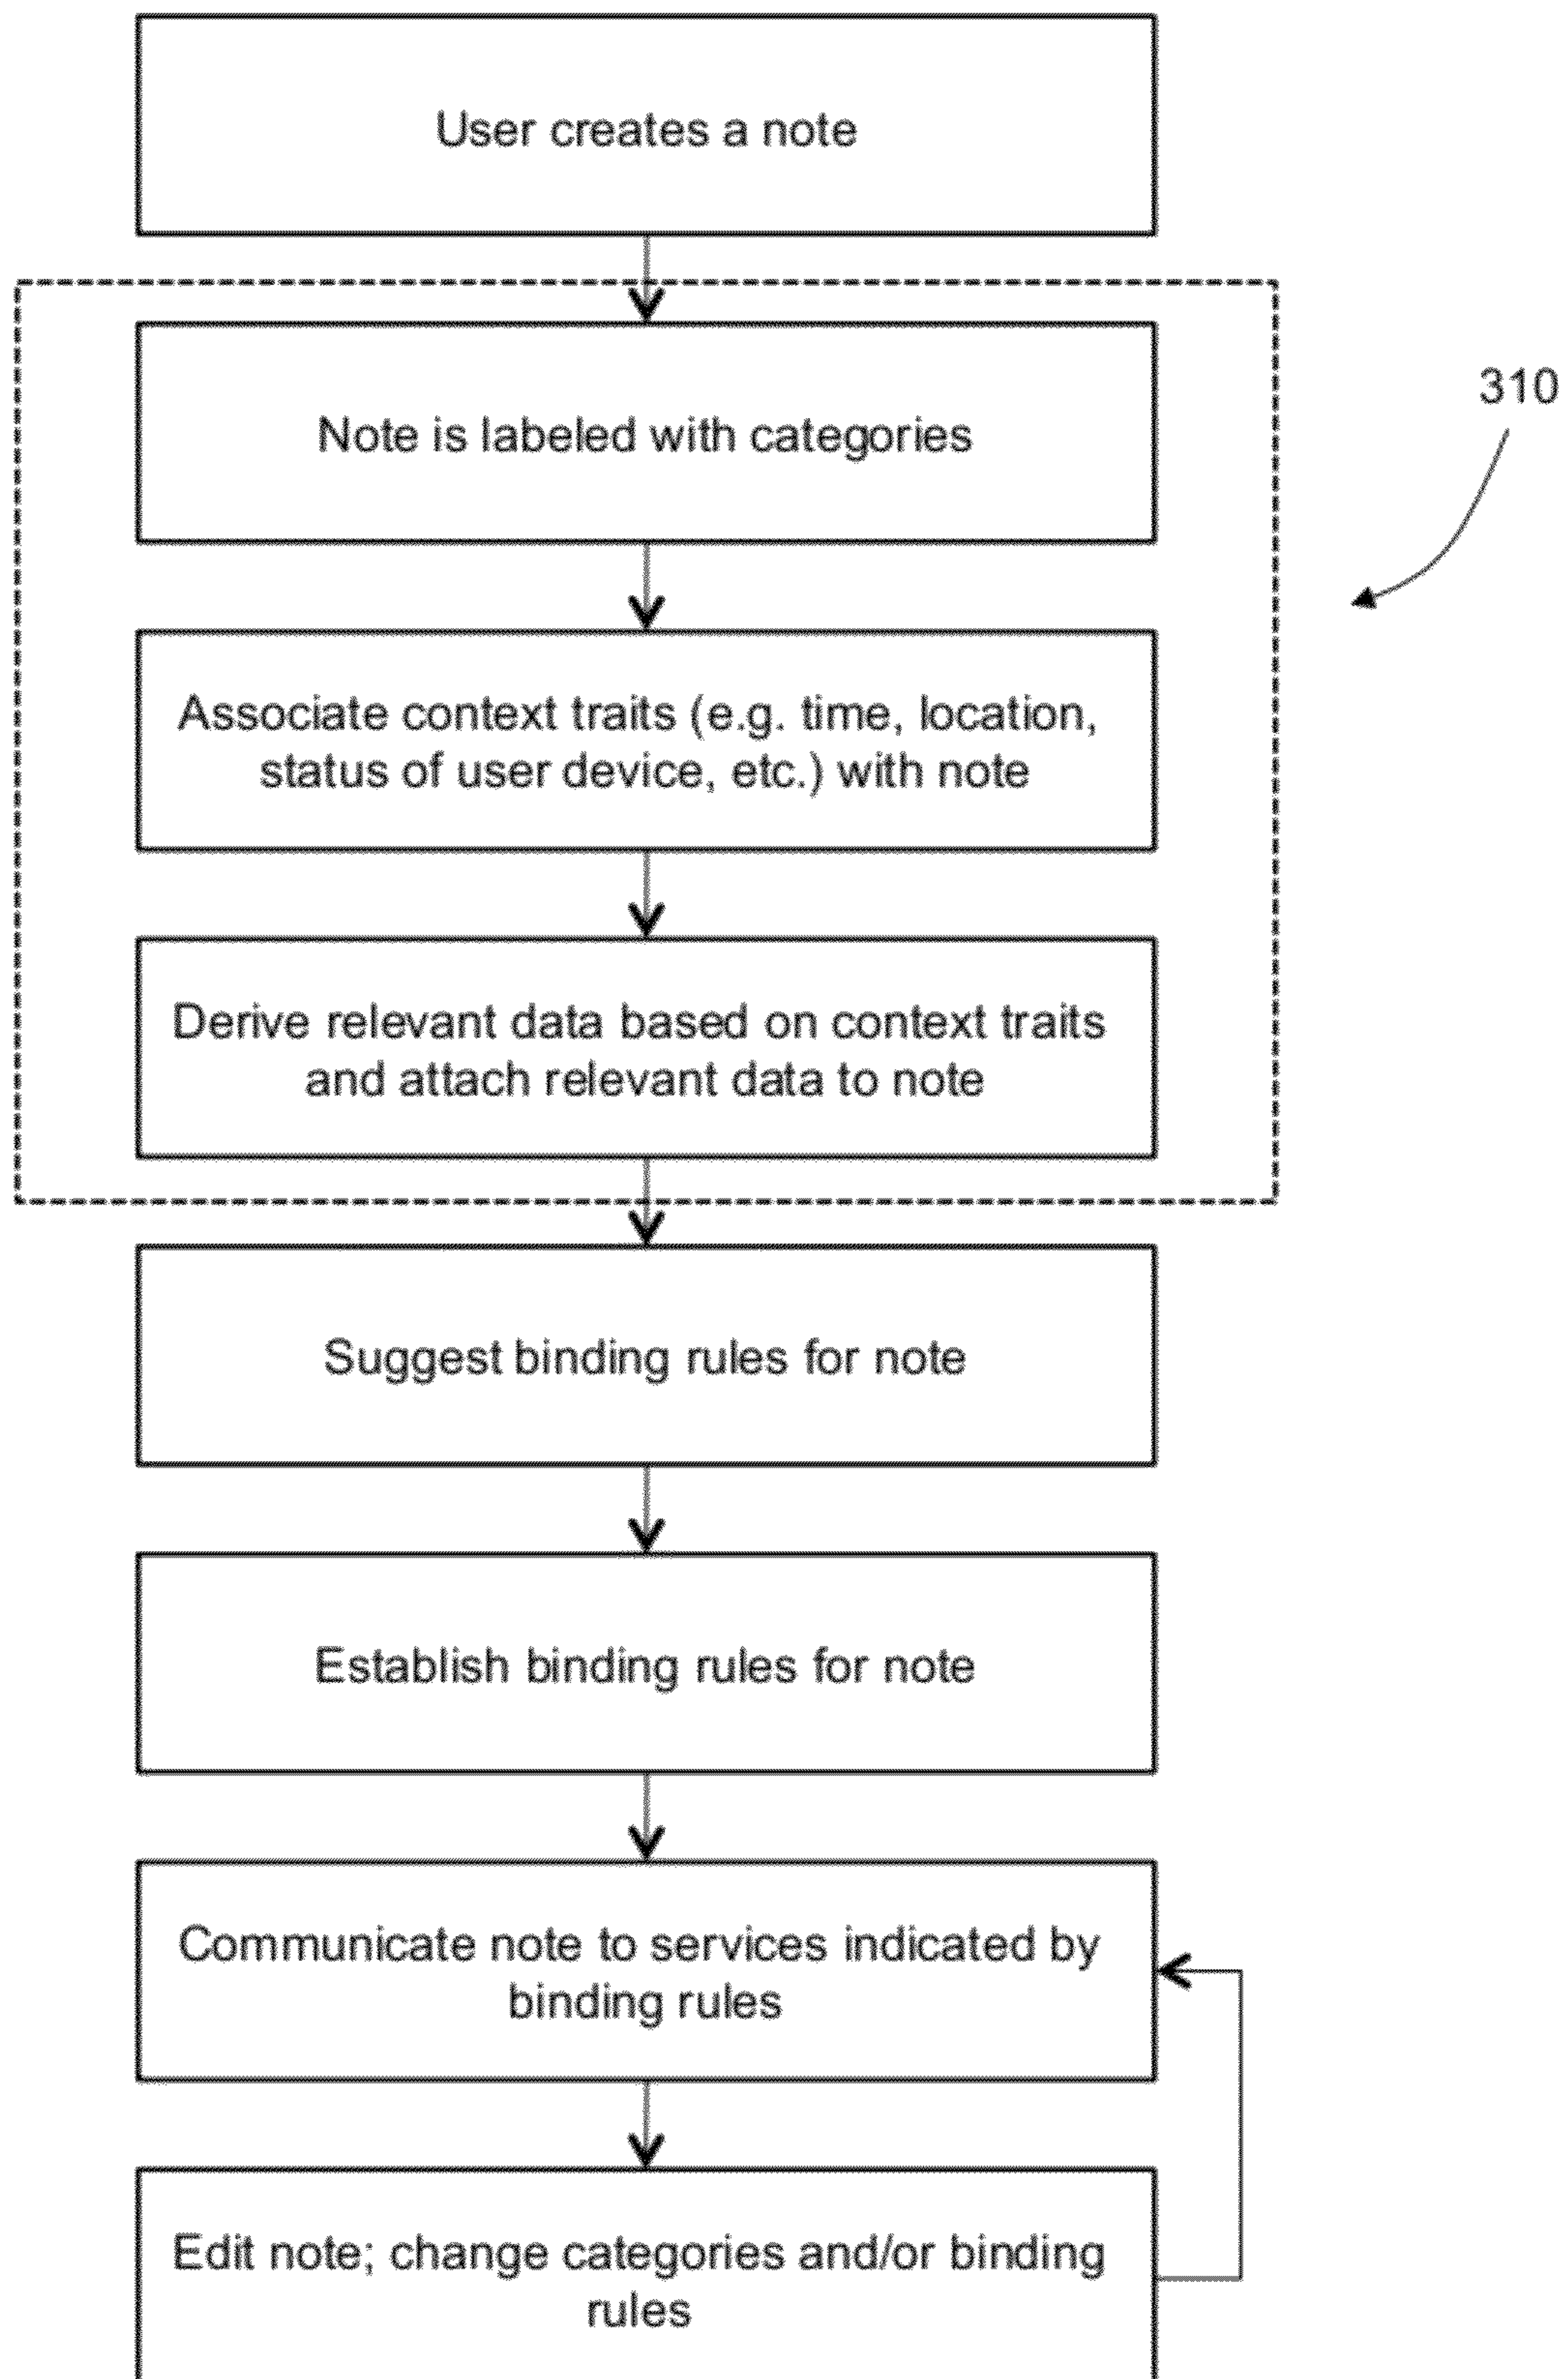 User creates a note
Note is labeled with categories
310
Associate context traits (e.g. time, location,
status of user device, etc.) with note
Derive relevant data based on context traits
and attach relevant data to note
Suggest binding rules for note
Establish binding rules for note
Communicate note to services indicated by
binding rules
Edit note; change categories and/or binding
rules